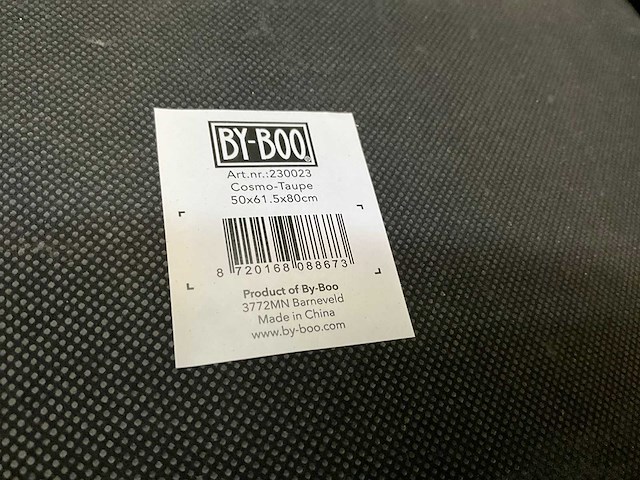 BY-BOO®
Art.nr.:230023
Cosmo-Taupe
50x61.5x80cm
8 720168 088673
Product of By-Boo
3772MN Barneveld
Made in China
www.by-boo.com